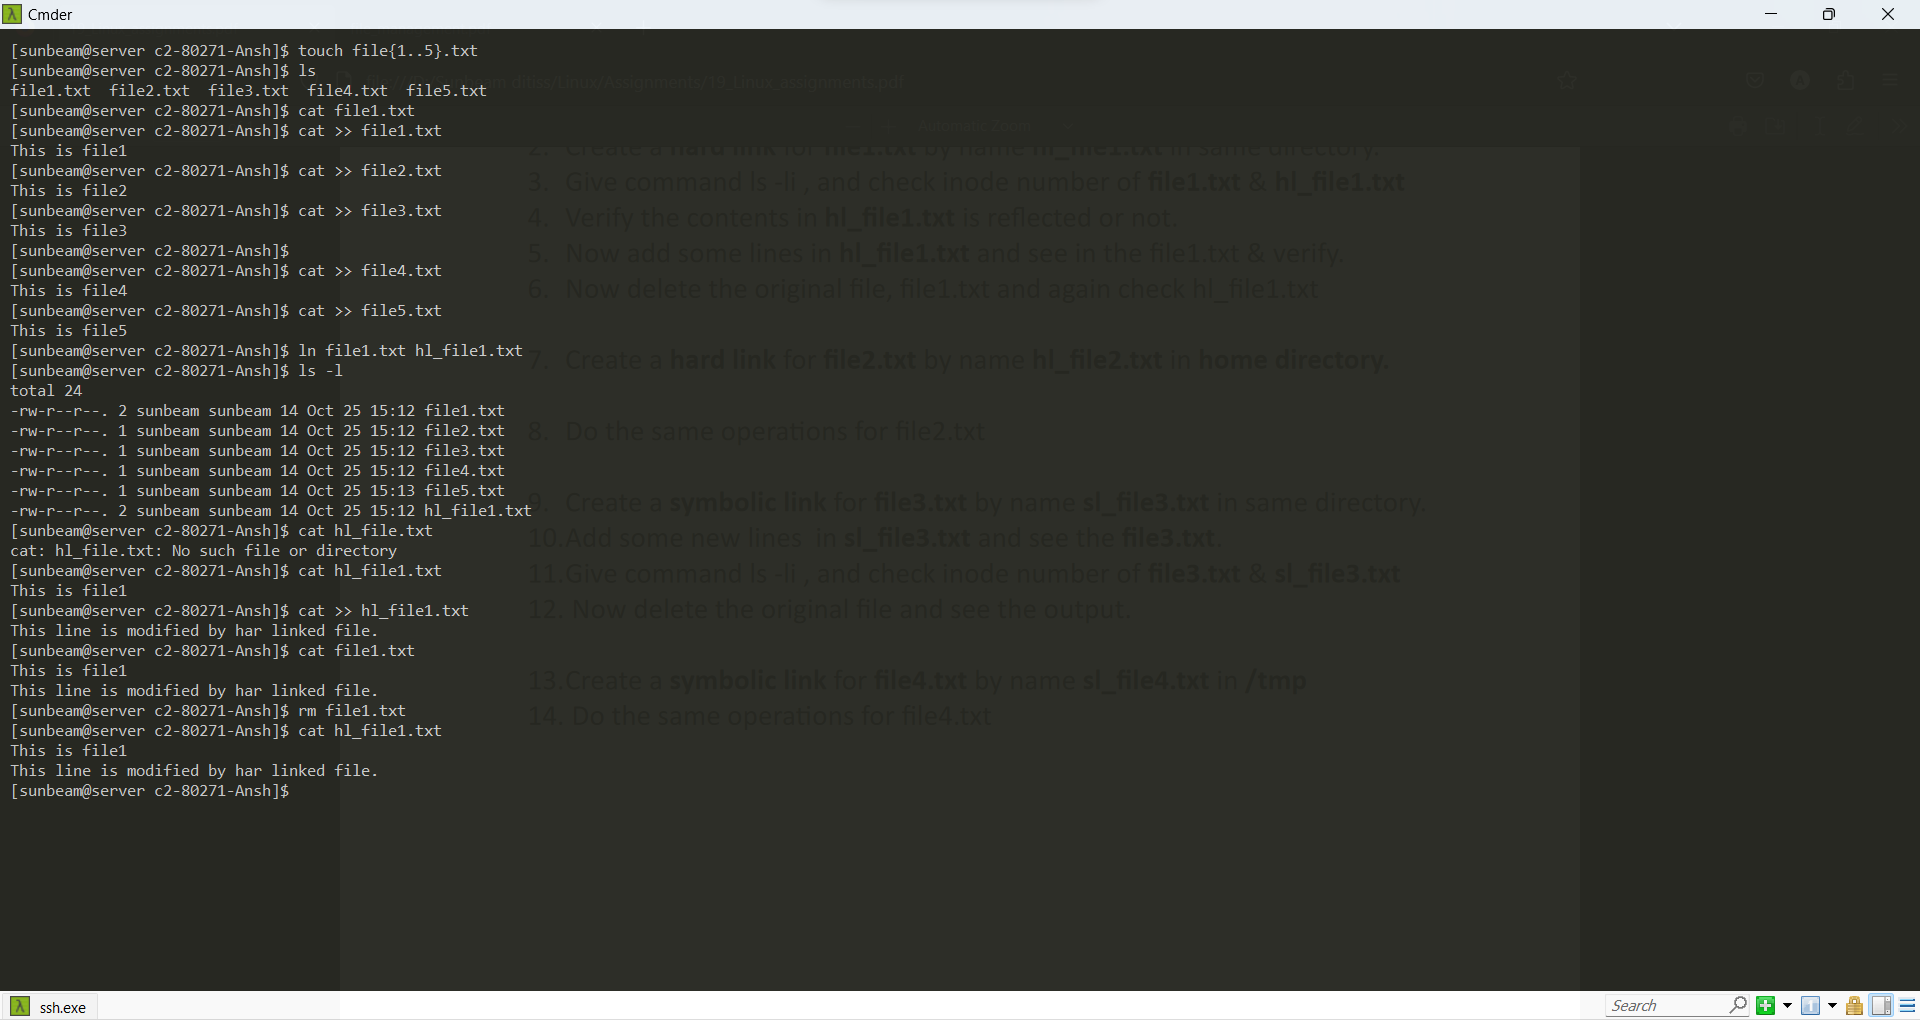 Cmder
[sunbeam@server c2-80271-Ansh]$ touch file{1..5}.txt
[sunbeam@server c2-80271-Ansh]$ ls
file1.txt  file2.txt  file3.txt  file4.txt  file5.txt
[sunbeam@server c2-80271-Ansh]$ cat file1.txt
[sunbeam@server c2-80271-Ansh]$ cat >> file1.txt
This is file1
[sunbeam@server c2-80271-Ansh]$ cat >> file2.txt
This is file2
[sunbeam@server c2-80271-Ansh]$ cat >> file3.txt
This is file3
[sunbeam@server c2-80271-Ansh]$
[sunbeam@server c2-80271-Ansh]$ cat >> file4.txt
This is file4
[sunbeam@server c2-80271-Ansh]$ cat >> file5.txt
This is file5
[sunbeam@server c2-80271-Ansh]$ ln file1.txt hl_file1.txt
[sunbeam@server c2-80271-Ansh]$ ls -l
total 24
-rw-r--r--. 2 sunbeam sunbeam 14 Oct 25 15:12 file1.txt
-rw-r--r--. 1 sunbeam sunbeam 14 Oct 25 15:12 file2.txt
-rw-r--r--. 1 sunbeam sunbeam 14 Oct 25 15:12 file3.txt
-rw-r--r--. 1 sunbeam sunbeam 14 Oct 25 15:12 file4.txt
-rw-r--r--. 1 sunbeam sunbeam 14 Oct 25 15:13 file5.txt
-rw-r--r--. 2 sunbeam sunbeam 14 Oct 25 15:12 hl_file1.txt
[sunbeam@server c2-80271-Ansh]$ cat hl_file.txt
cat: hl_file.txt: No such file or directory
[sunbeam@server c2-80271-Ansh]$ cat hl_file1.txt
This is file1
[sunbeam@server c2-80271-Ansh]$ cat >> hl_file1.txt
This line is modified by har linked file.
[sunbeam@server c2-80271-Ansh]$ cat file1.txt
This is file1
This line is modified by har linked file.
[sunbeam@server c2-80271-Ansh]$ rm file1.txt
[sunbeam@server c2-80271-Ansh]$ cat hl_file1.txt
This is file1
This line is modified by har linked file.
[sunbeam@server c2-80271-Ansh]$
ditiss/Linux/Assignments/19_Linux_assignments.pdf
Automatic Zoom
2. Create a hard link for file1.txt by name hl_file1.txt in same directory.
3. Give command ls -li , and check inode number of file1.txt & hl_file1.txt
4. Verify the contents in hl_file1.txt is reflected or not.
5. Now add some lines in hl_file1.txt and see in the file1.txt & verify.
6. Now delete the original file, file1.txt and again check hl_file1.txt
7. Create a hard link for file2.txt by name hl_file2.txt in home directory.
8. Do the same operations for file2.txt
9. Create a symbolic link for file3.txt by name sl_file3.txt in same directory.
10.Add some new lines  in sl_file3.txt and see the file3.txt.
11.Give command ls -li , and check inode number of file3.txt & sl_file3.txt
12. Now delete the original file and see the output.
13.Create a symbolic link for file4.txt by name sl_file4.txt in /tmp
14. Do the same operations for file4.txt
ssh.exe
Search